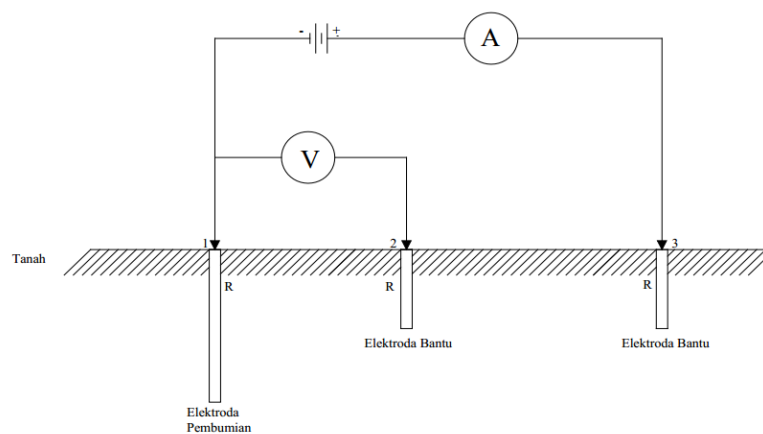 - +
A
V
1
2
3
Tanah
R
R
R
Elektroda Bantu
Elektroda Bantu
Elektroda
Pembumian